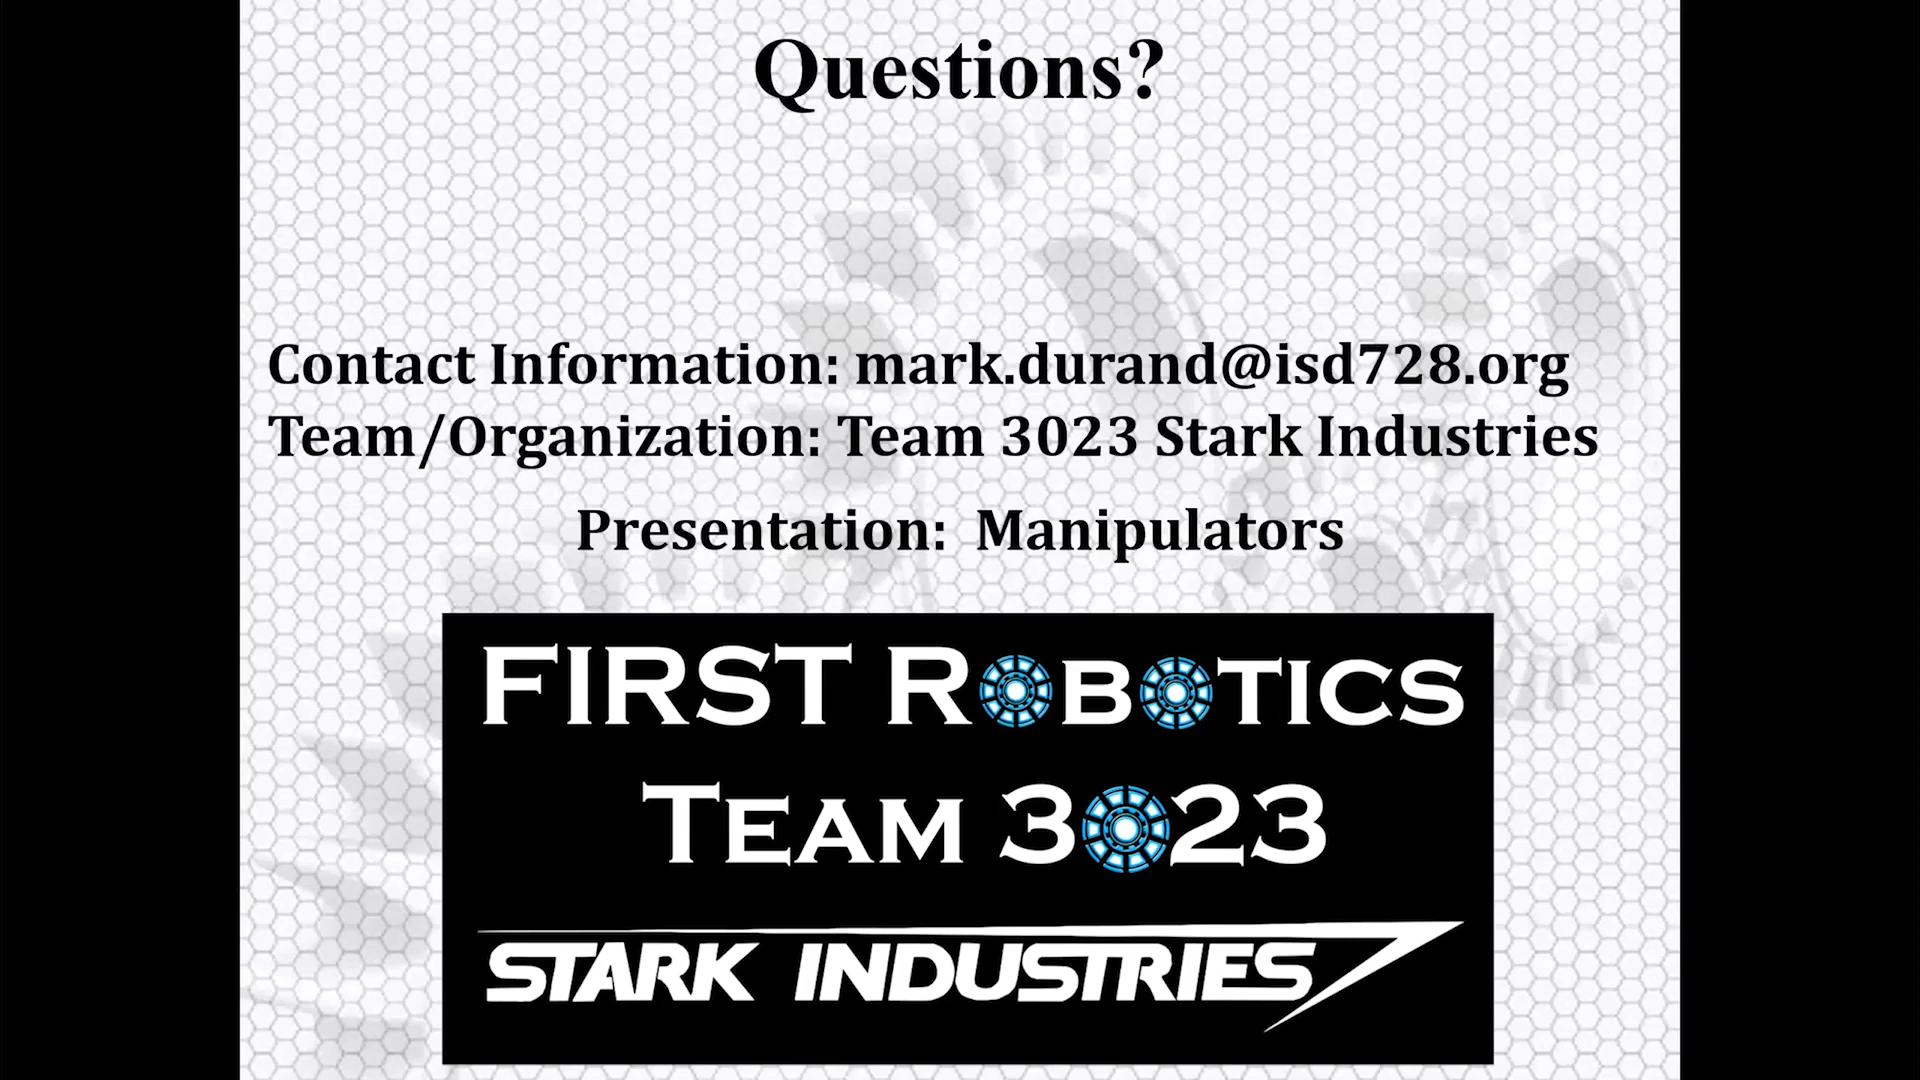 Questions?
Contact Information: mark.durand@isd728.org
Team/Organization: Team 3023 Stark Industries
Presentation: Manipulators
FIRST ROBOTICS
TEAM 3023
STARK INDUSTRIES